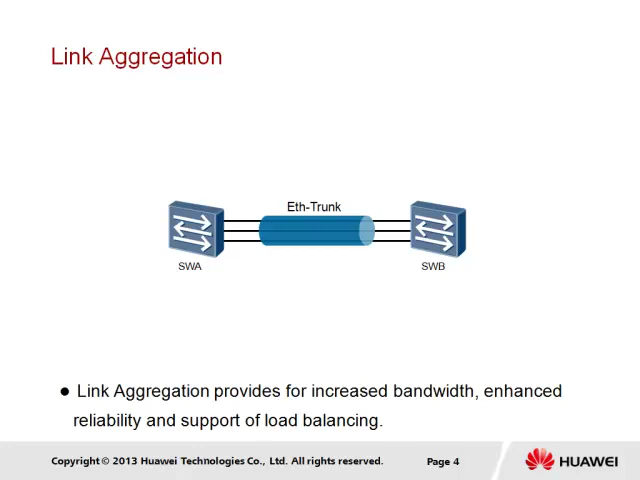 Link Aggregation
Eth-Trunk
SWA
SWB
● Link Aggregation provides for increased bandwidth, enhanced
reliability and support of load balancing.
Copyright © 2013 Huawei Technologies Co., Ltd. All rights reserved.
Page 4
HUAWEI